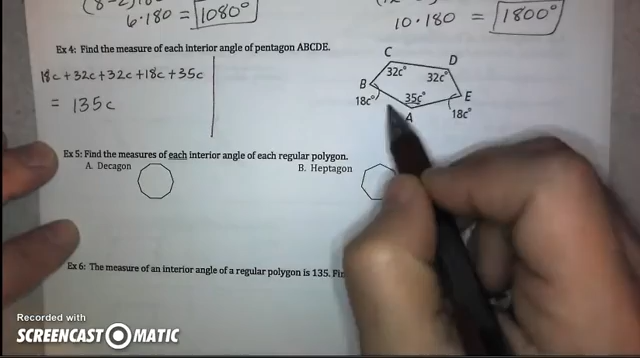 6·180 = 1080°
10·180 = 1800°
Ex 4: Find the measure of each interior angle of pentagon ABCDE.
18c+32c+32c+18c+35c
= 135c
C
D
32c°
32c°
B
E
18c°
35c°
A
18c°
Ex 5: Find the measures of each interior angle of each regular polygon.
A. Decagon
B. Heptagon
Ex 6: The measure of an interior angle of a regular polygon is 135.
Recorded with
SCREENCAST MATIC